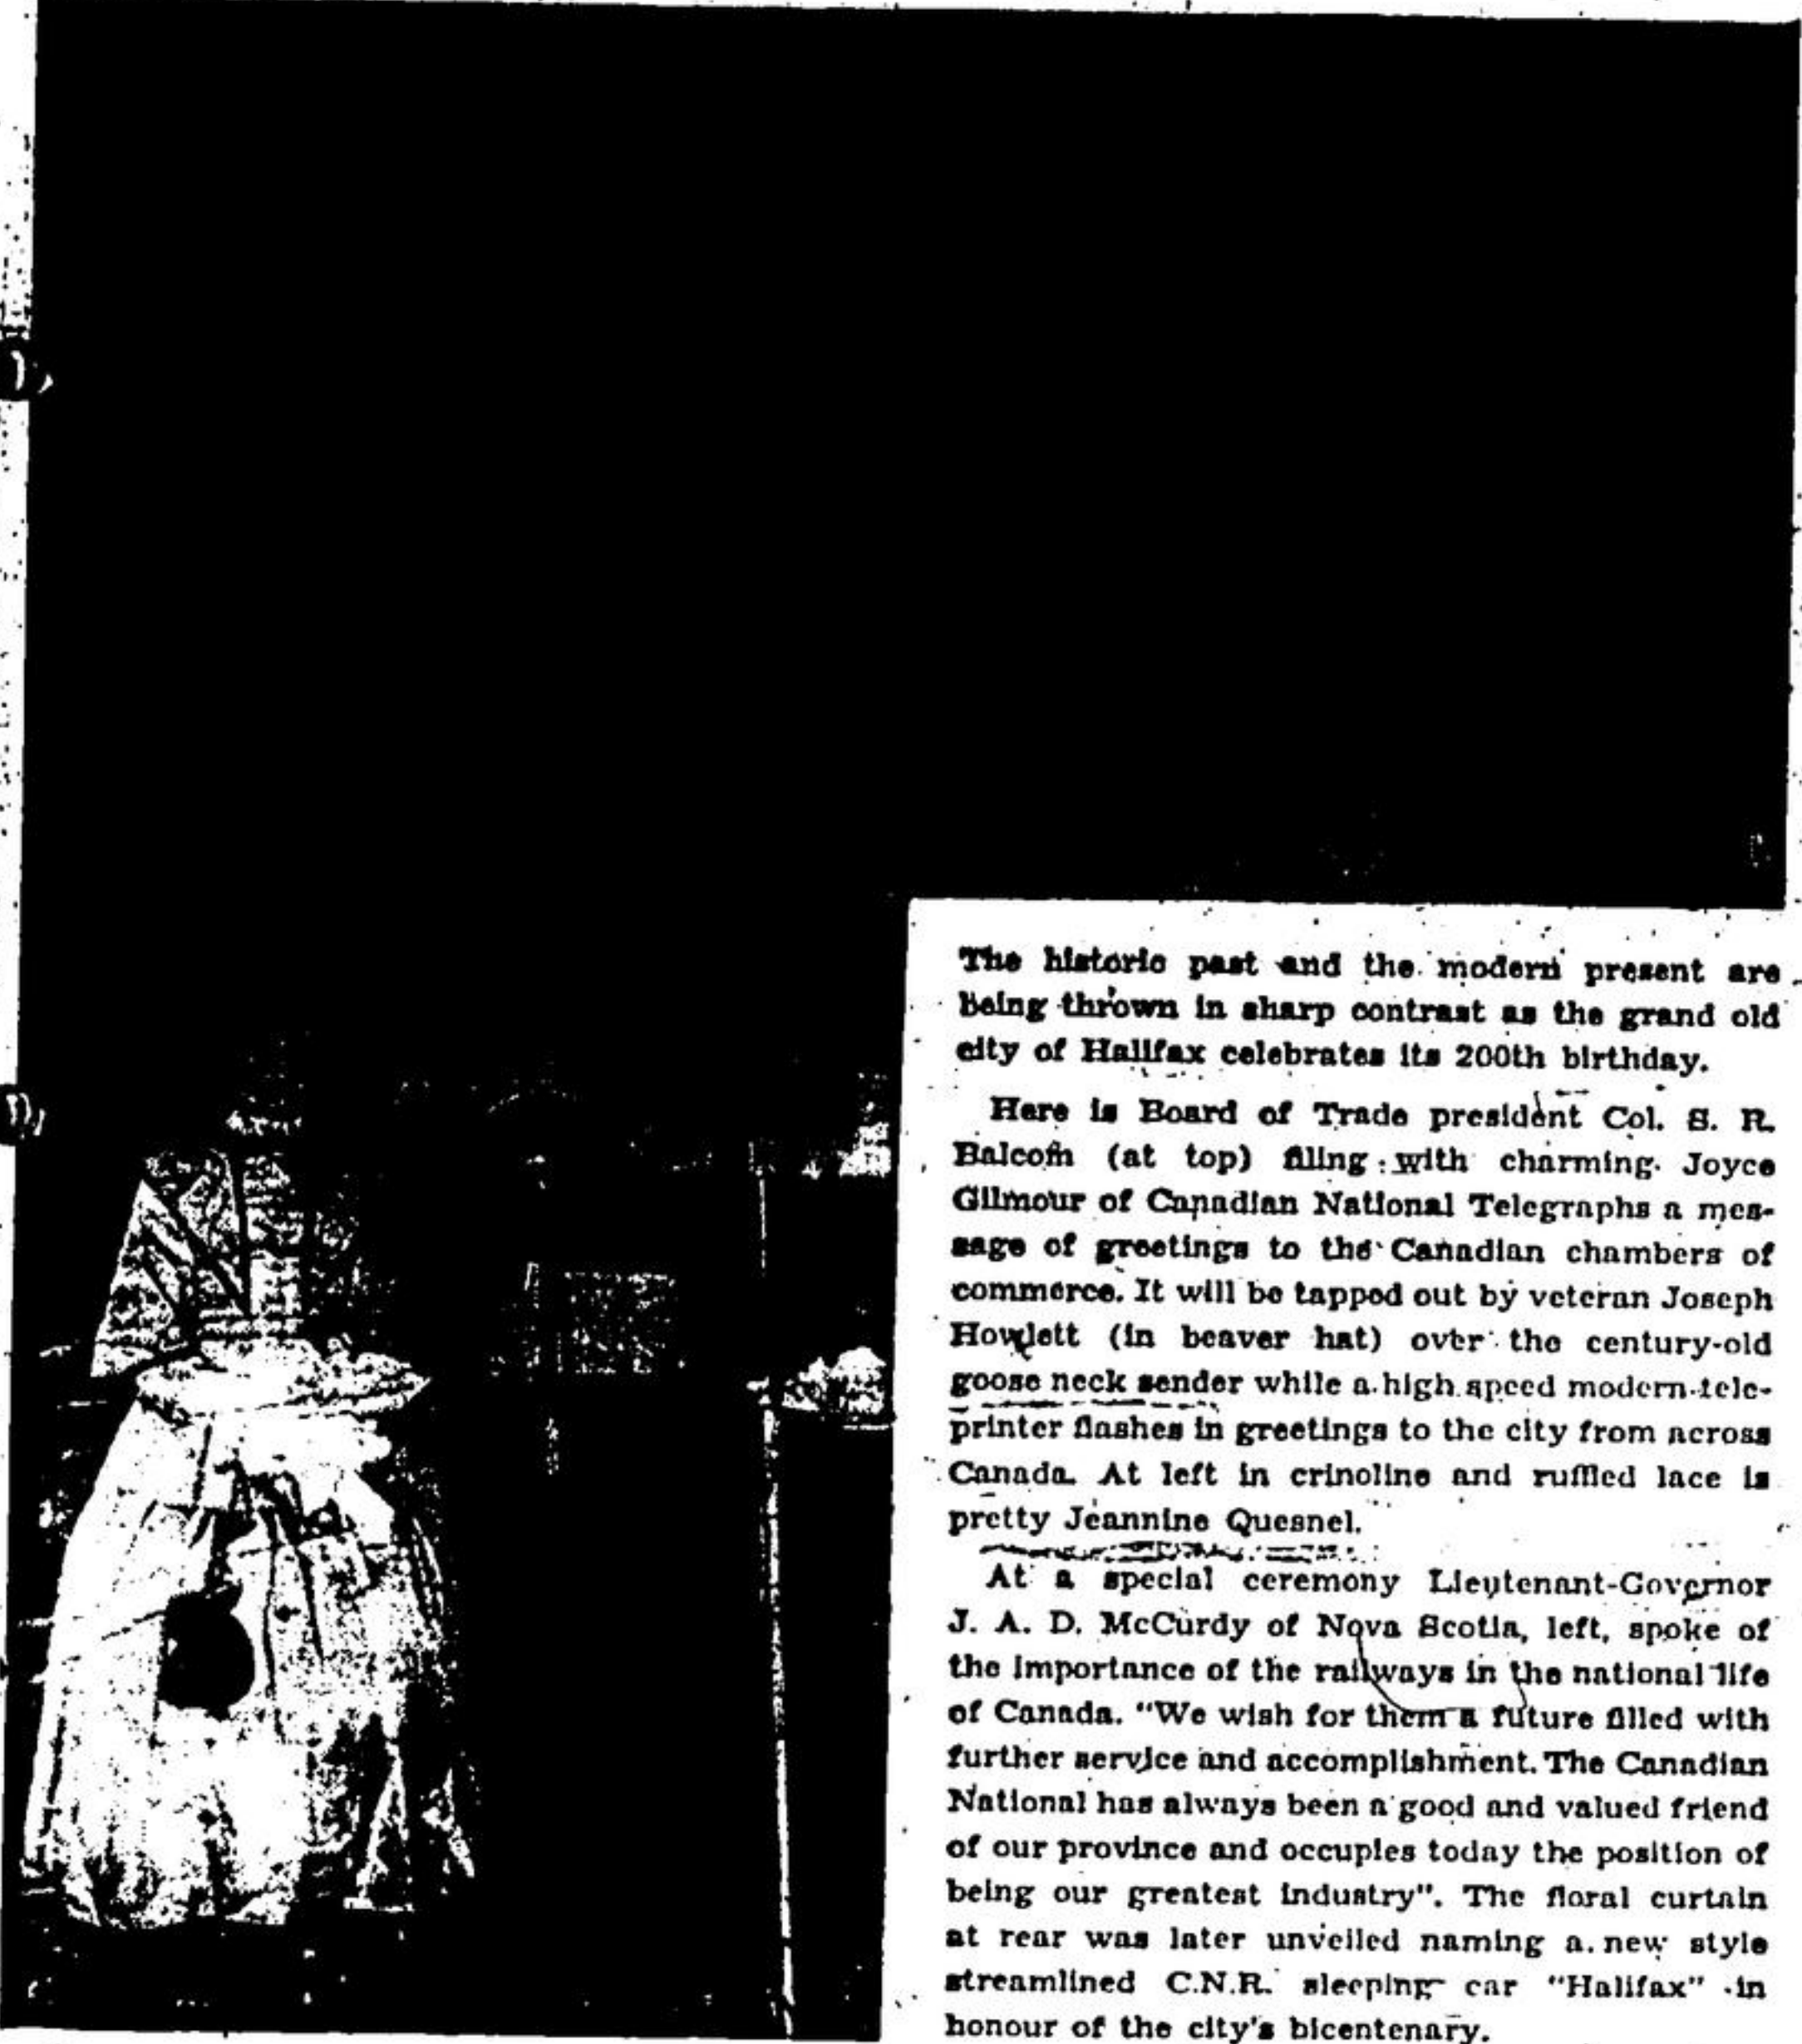 The historic past and the modern present are
being thrown in sharp contrast as the grand old
city of Halifax celebrates its 200th birthday.
Here is Board of Trade president Col. S. R.
Balcom (at top) filing with charming Joyce
Gilmour of Canadian National Telegraphs a mes-
sage of greetings to the Canadian chambers of
commerce. It will be tapped out by veteran Joseph
Howlett (in beaver hat) over the century-old
goose neck sender while a high speed modern tele-
printer flashes in greetings to the city from across
Canada. At left in crinoline and ruffled lace is
pretty Jeannine Quesnel.
At a special ceremony Lieutenant-Governor
J. A. D. McCurdy of Nova Scotia, left, spoke of
the importance of the railways in the national life
of Canada. "We wish for them a future filled with
further service and accomplishment. The Canadian
National has always been a good and valued friend
of our province and occupies today the position of
being our greatest industry". The floral curtain
at rear was later unveiled naming a new style
streamlined C.N.R. sleeping car "Halifax" in
honour of the city's bicentenary.